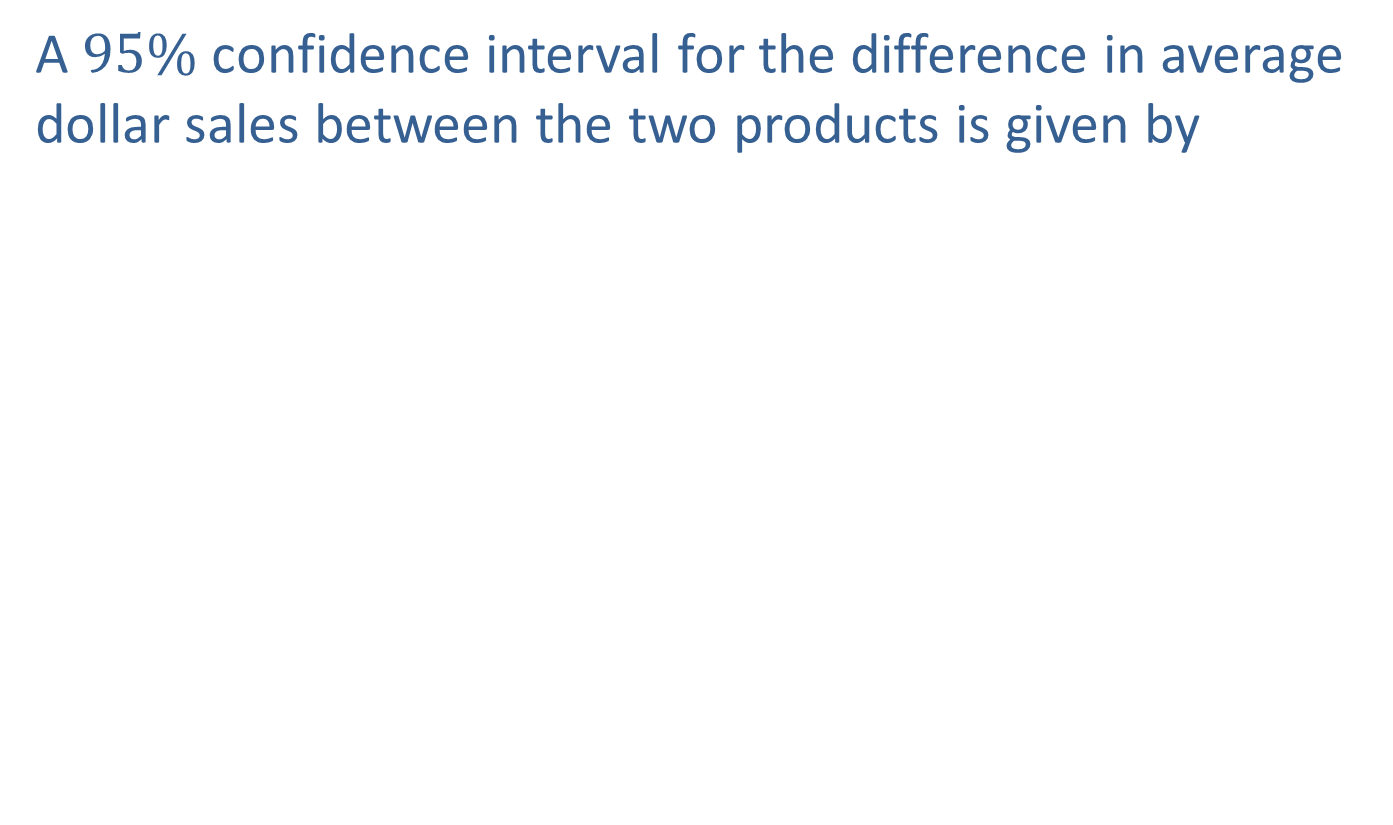 A 95% confidence interval for the difference in average
dollar sales between the two products is given by